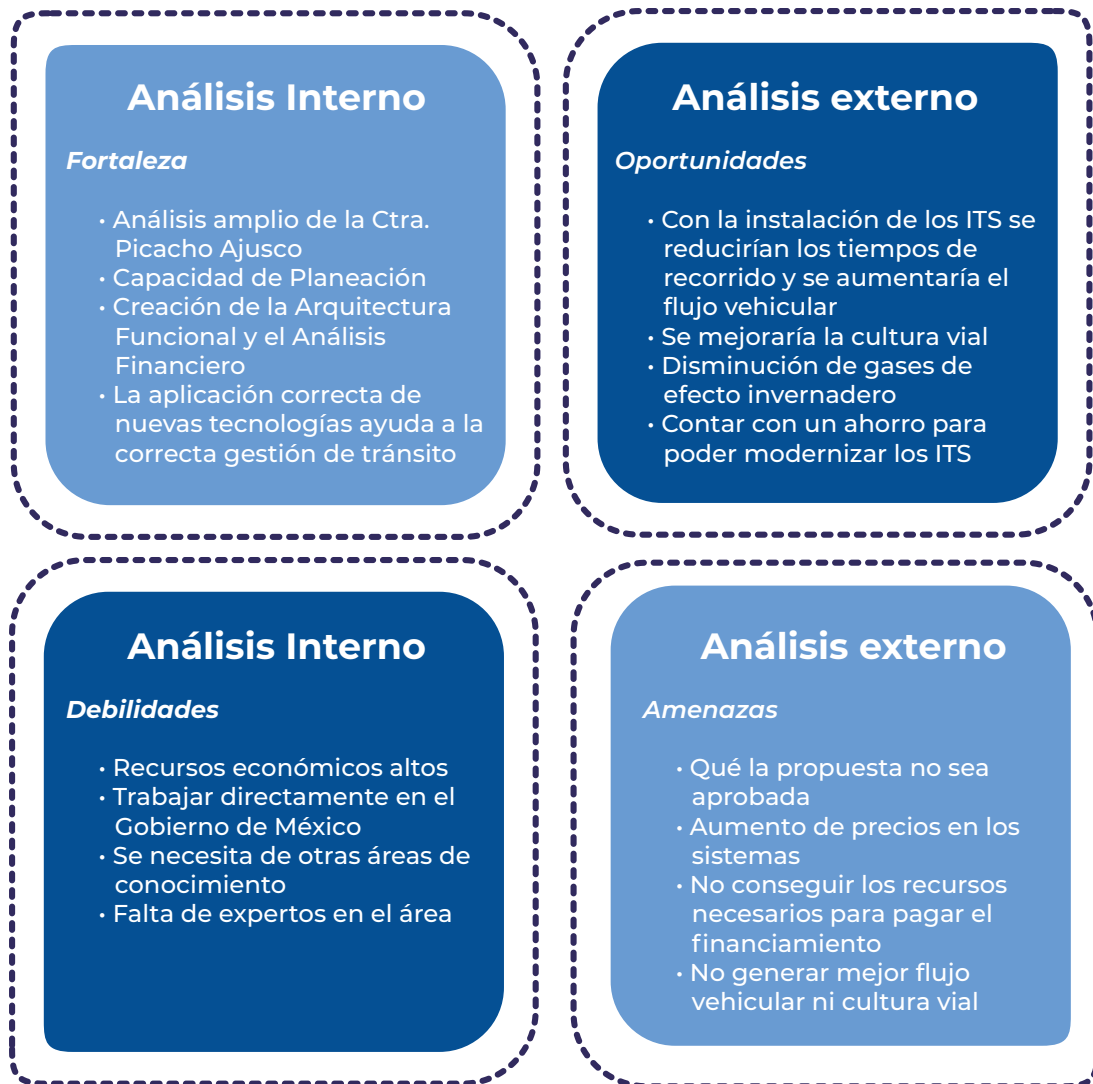 Análisis Interno
Fortaleza
· Análisis amplio de la Ctra.
Picacho Ajusco
· Capacidad de Planeación
· Creación de la Arquitectura
Funcional y el Análisis
Financiero
· La aplicación correcta de
nuevas tecnologías ayuda a la
correcta gestión de tránsito
Análisis externo
Oportunidades
· Con la instalación de los ITS se
reducirían los tiempos de
recorrido y se aumentaría el
flujo vehicular
· Se mejoraría la cultura vial
· Disminución de gases de
efecto invernadero
· Contar con un ahorro para
poder modernizar los ITS
Análisis Interno
Debilidades
· Recursos económicos altos
· Trabajar directamente en el
Gobierno de México
· Se necesita de otras áreas de
conocimiento
· Falta de expertos en el área
Análisis externo
Amenazas
· Qué la propuesta no sea
aprobada
· Aumento de precios en los
sistemas
· No conseguir los recursos
necesarios para pagar el
financiamiento
· No generar mejor flujo
vehicular ni cultura vial